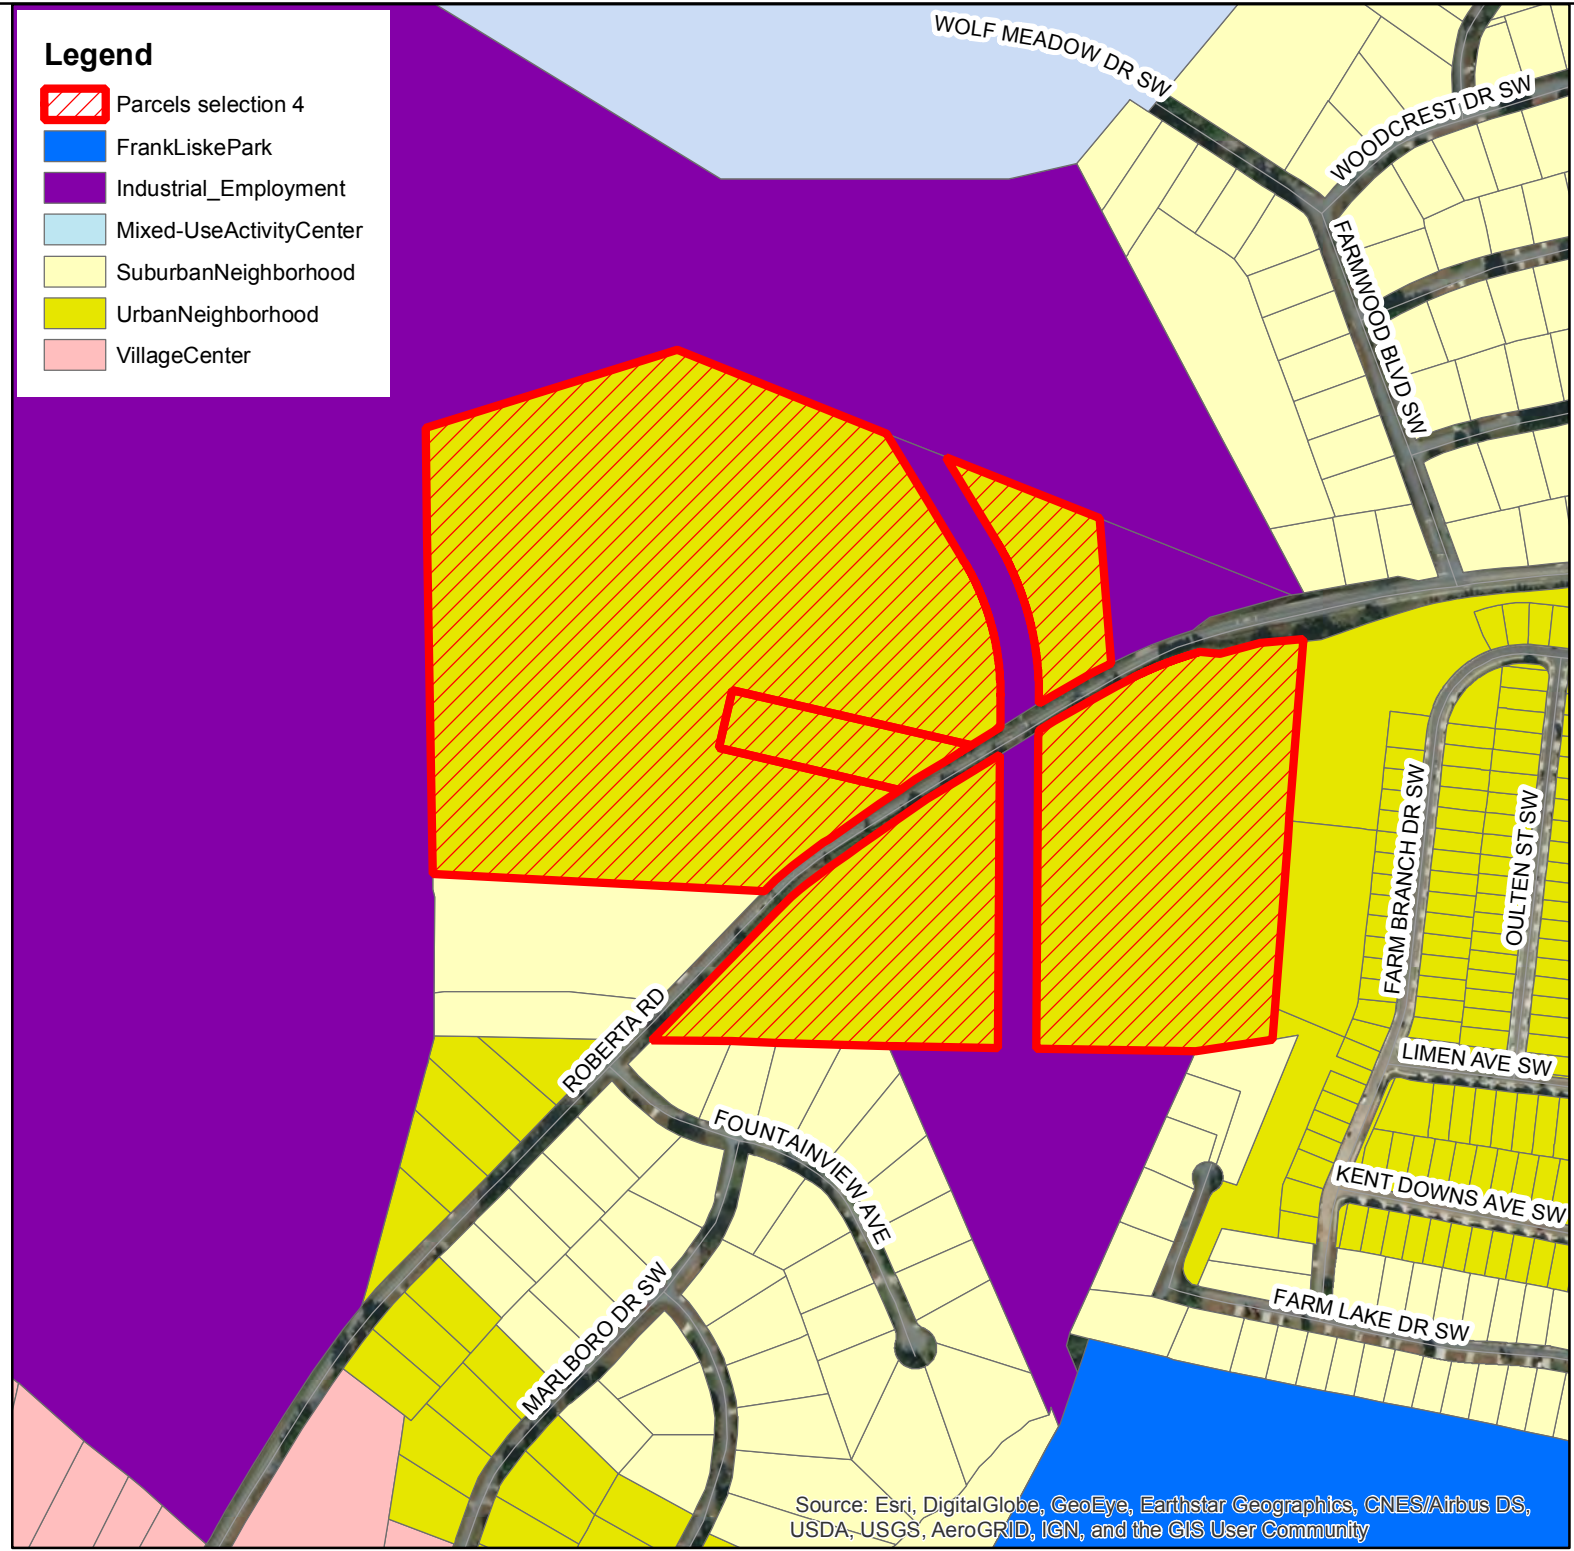 Legend
Parcels selection 4
FrankLiskePark
Industrial_Employment
Mixed-UseActivityCenter
SuburbanNeighborhood
UrbanNeighborhood
VillageCenter
WOLF MEADOW DR SW
WOODCREST DR SW
FARMWOOD BLVD SW
FARM BRANCH DR SW
OULTEN ST SW
ROBERTA RD
LIMEN AVE SW
FOUNTAINVIEW AVE
KENT DOWNS AVE SW
MARLBORO DR SW
FARM LAKE DR SW
Source: Esri, DigitalGlobe, GeoEye, Earthstar Geographics, CNES/Airbus DS,
USDA, USGS, AeroGRID, IGN, and the GIS User Community